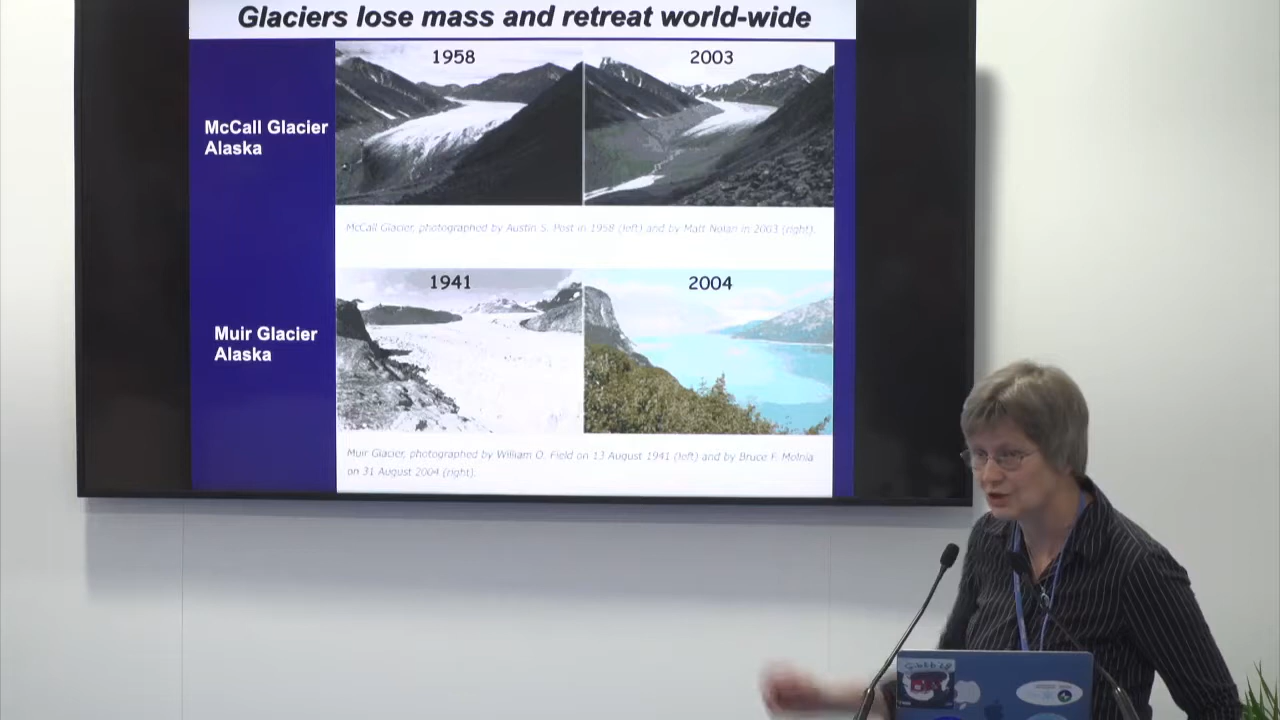 Glaciers lose mass and retreat world-wide
1958
2003
McCall Glacier
Alaska
McCall Glacier, photographed by Austin S. Post in 1958 (left) and by Matt Nolan in 2003 (right).
1941
2004
Muir Glacier
Alaska
Muir Glacier, photographed by William O. Field on 13 August 1941 (left) and by Bruce F. Molnia
on 31 August 2004 (right).